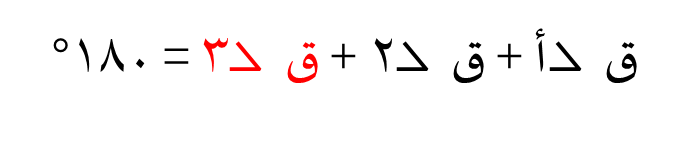 ق ∠أ + ق ∠٢ + ق ∠٣ = ١٨٠°